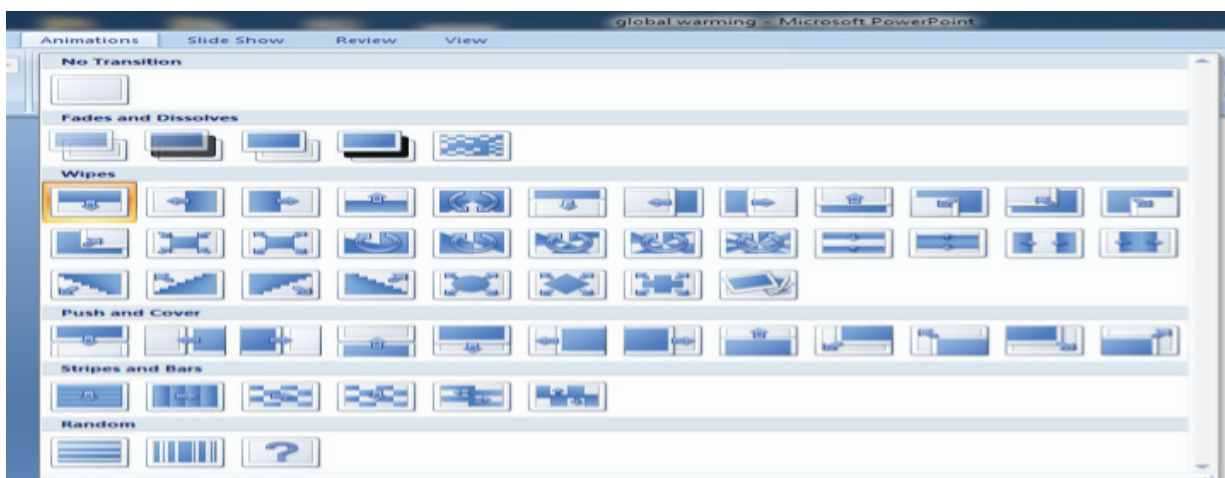 global warming - Microsoft PowerPoint
Animations Slide Show Review View
No Transition
Fades and Dissolves
Wipes
Push and Cover
Stripes and Bars
Random
?